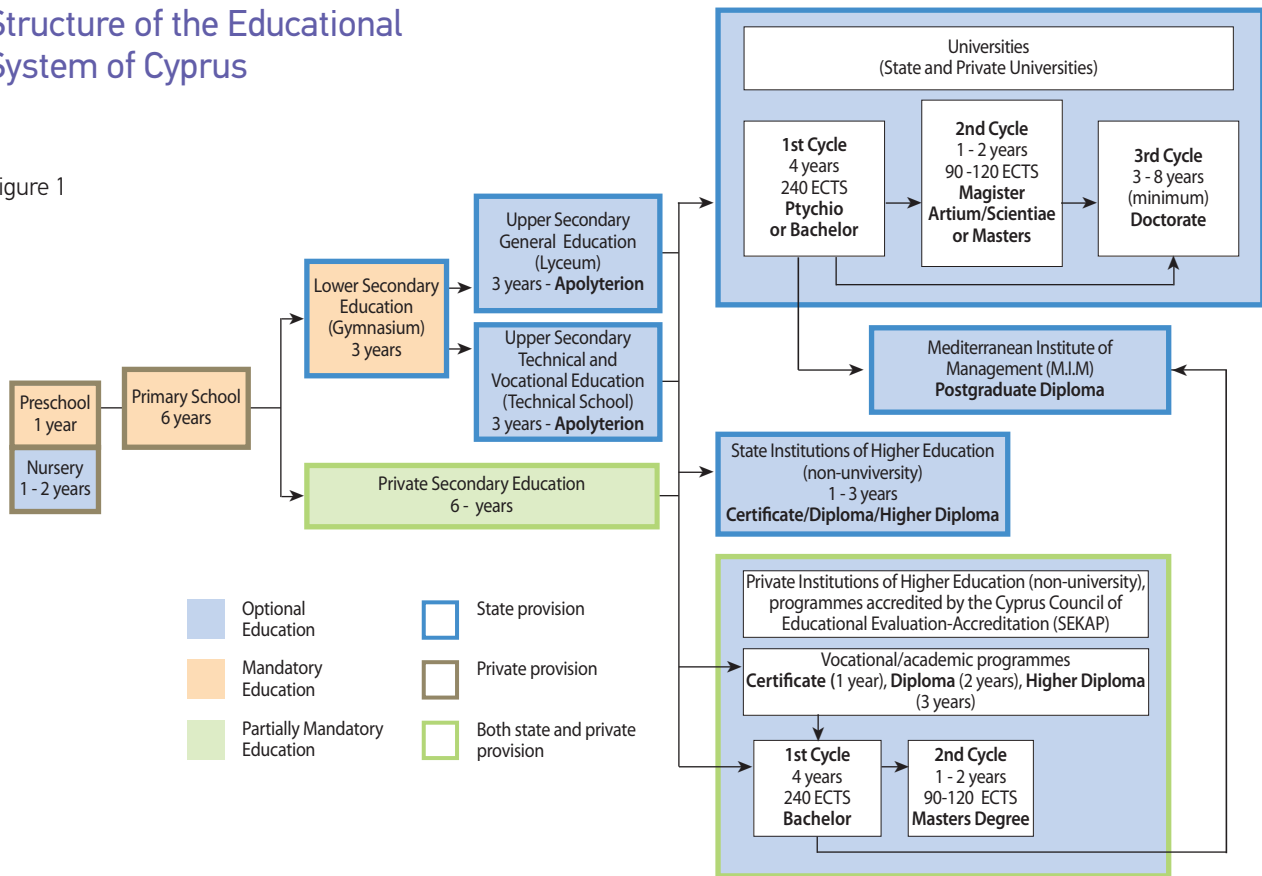 Structure of the Educational
System of Cyprus
igure 1
Preschool
1 year
Nursery
1 - 2 years
Primary School
6 years
Lower Secondary
Education
(Gymnasium)
3 years
Upper Secondary
General Education
(Lyceum)
3 years - Apolyterion
Upper Secondary
Technical and
Vocational Education
(Technical School)
3 years - Apolyterion
Private Secondary Education
6 - years
Universities
(State and Private Universities)
1st Cycle
4 years
240 ECTS
Ptychio
or Bachelor
2nd Cycle
1 - 2 years
90 -120 ECTS
Magister
Artium/Scientiae
or Masters
3rd Cycle
3 - 8 years
(minimum)
Doctorate
Mediterranean Institute of
Management (M.I.M)
Postgraduate Diploma
State Institutions of Higher Education
(non-unviversity)
1 - 3 years
Certificate/Diploma/Higher Diploma
Private Institutions of Higher Education (non-university),
programmes accredited by the Cyprus Council of
Educational Evaluation-Accreditation (SEKAP)
Vocational/academic programmes
Certificate (1 year), Diploma (2 years), Higher Diploma
(3 years)
1st Cycle
4 years
240 ECTS
Bachelor
2nd Cycle
1 - 2 years
90-120 ECTS
Masters Degree
Optional
Education
Mandatory
Education
Partially Mandatory
Education
State provision
Private provision
Both state and private
provision